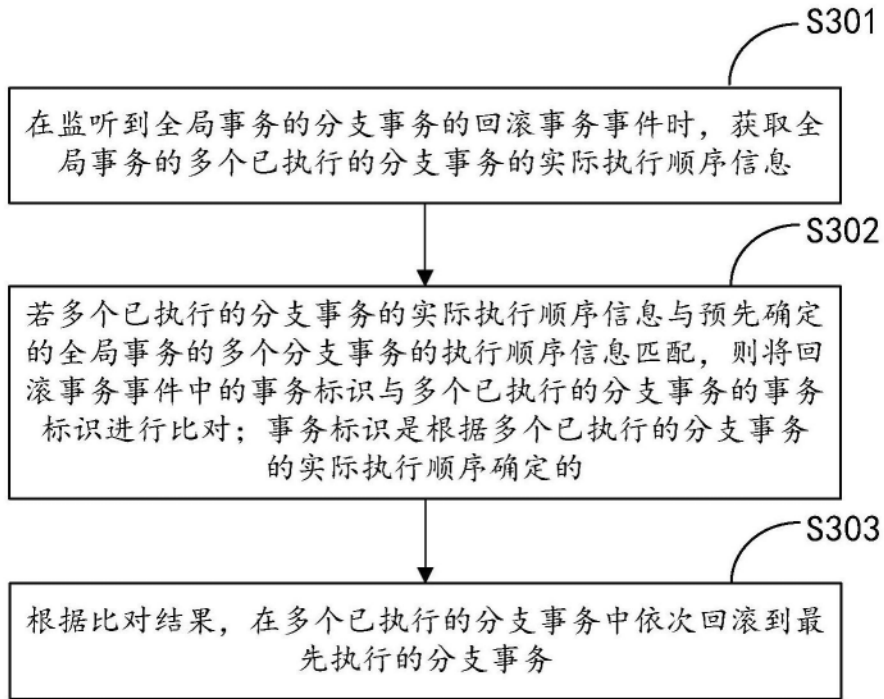 S301
在监听到全局事务的分支事务的回滚事务事件时，获取全
局事务的多个已执行的分支事务的实际执行顺序信息
S302
若多个已执行的分支事务的实际执行顺序信息与预先确定
的全局事务的多个分支事务的执行顺序信息匹配，则将回
滚事务事件中的事务标识与多个已执行的分支事务的事务
标识进行比对；事务标识是根据多个已执行的分支事务
的实际执行顺序确定的
S303
根据比对结果，在多个已执行的分支事务中依次回滚到最
先执行的分支事务